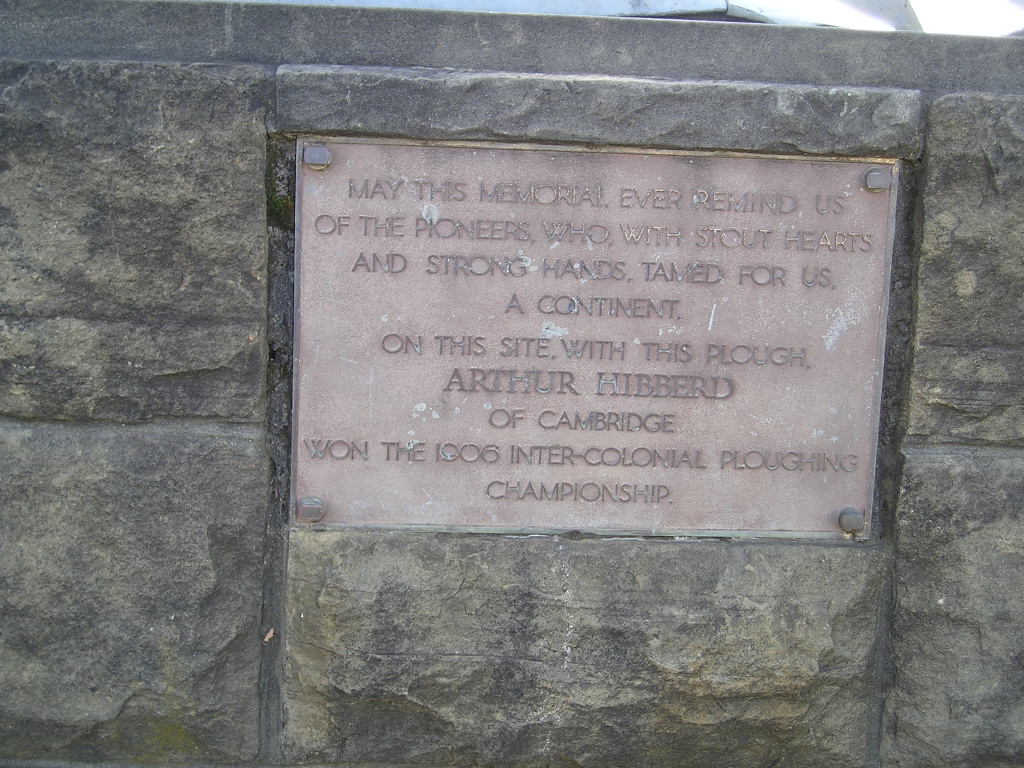 MAY THIS MEMORIAL EVER REMIND US
OF THE PIONEERS, WHO, WITH STOUT HEARTS
AND STRONG HANDS, TAMED FOR US,
A CONTINENT.
ON THIS SITE, WITH THIS PLOUGH,
ARTHUR HIBBERD
OF CAMBRIDGE
WON THE 1906 INTER-COLONIAL PLOUGHING
CHAMPIONSHIP.